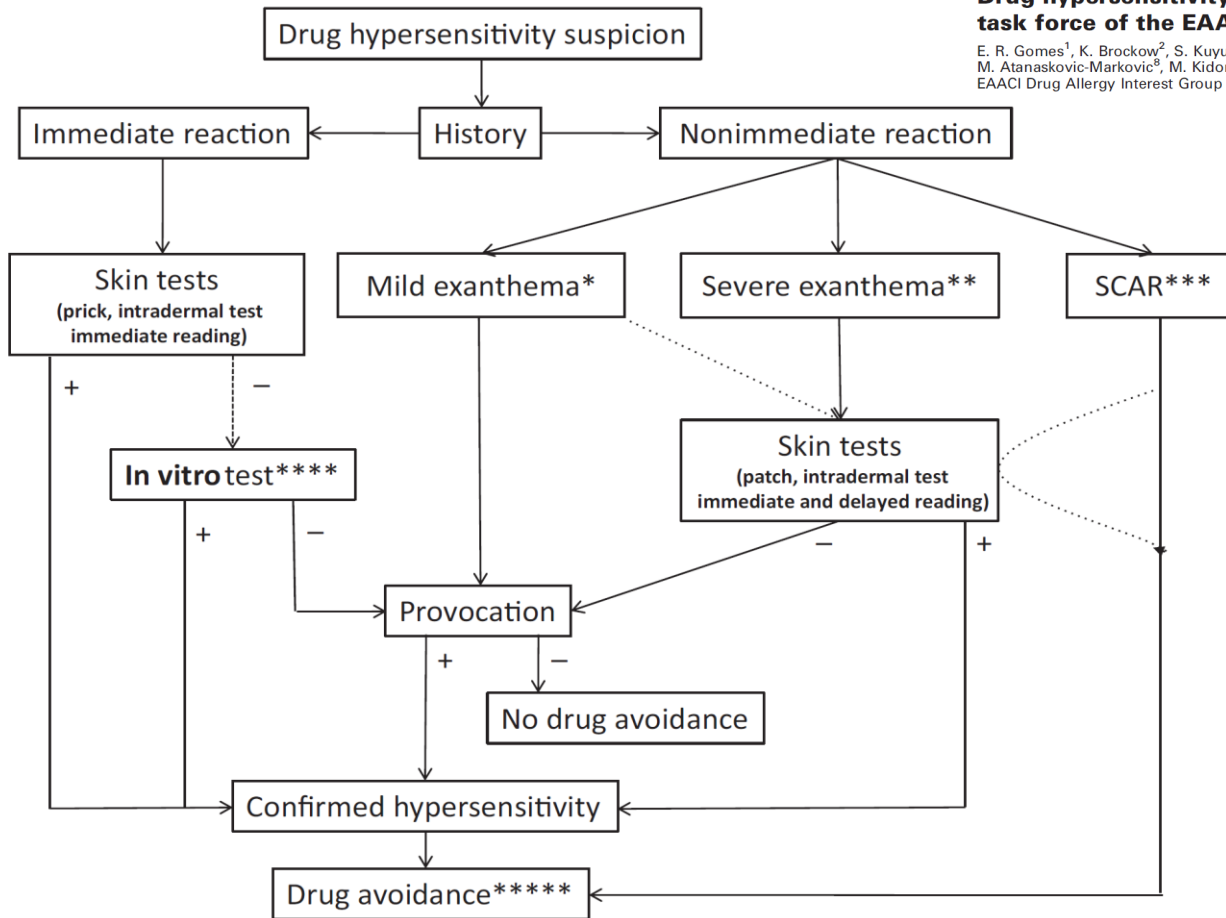 Drug hypersensitivity
task force of the EAA
E. R. Gomes1, K. Brockow2, S. Kuyu
M. Atanaskovic-Markovic8, M. Kidor
EAACI Drug Allergy Interest Group
Drug hypersensitivity suspicion
Immediate reaction
History
Nonimmediate reaction
Skin tests
(prick, intradermal test
immediate reading)
Mild exanthema*
Severe exanthema**
SCAR***
+
−
In vitro test****
Skin tests
(patch, intradermal test
immediate and delayed reading)
+
−
−
+
Provocation
+
−
No drug avoidance
Confirmed hypersensitivity
Drug avoidance*****